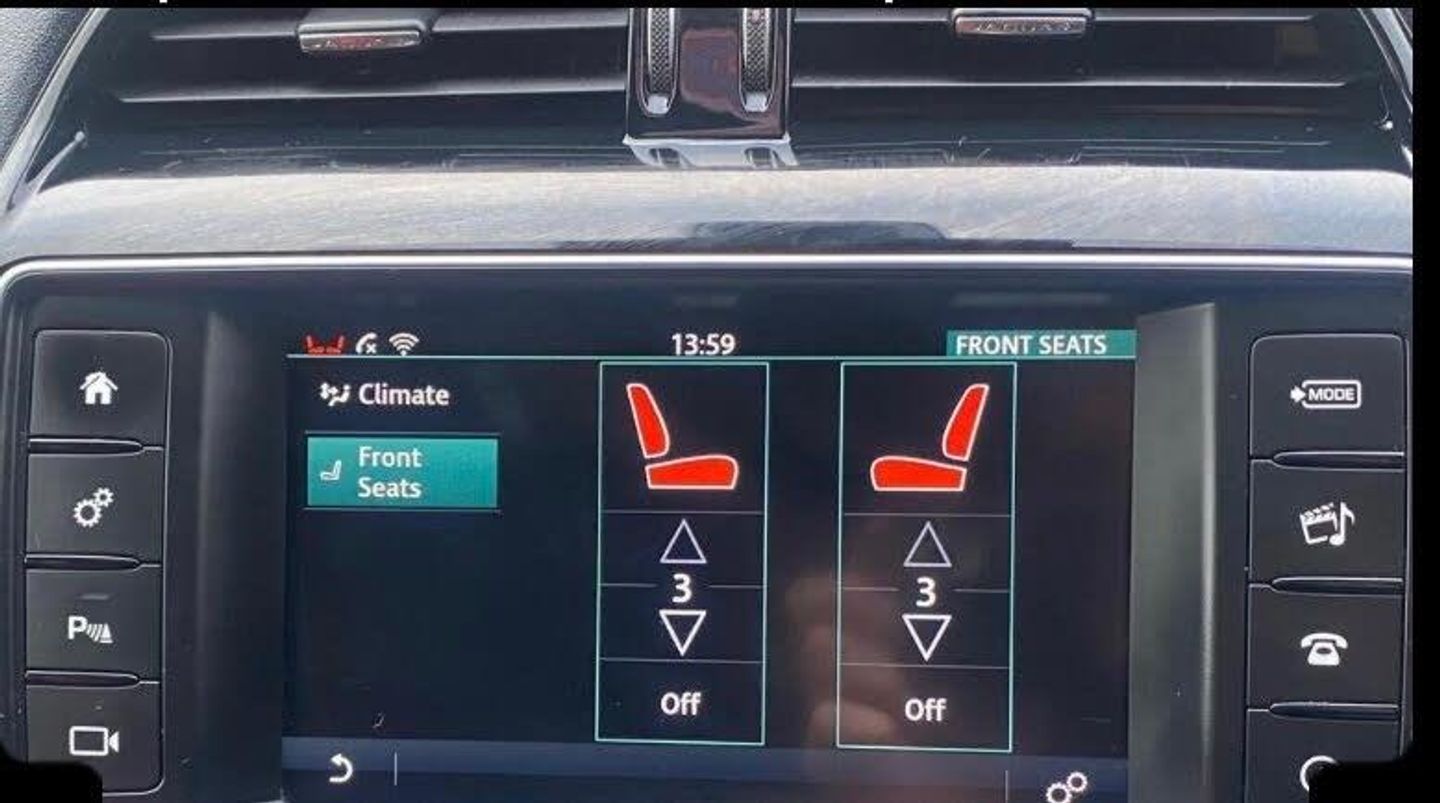 13:59
FRONT SEATS
Climate
Front
Seats
3
3
Off
Off
MODE
P